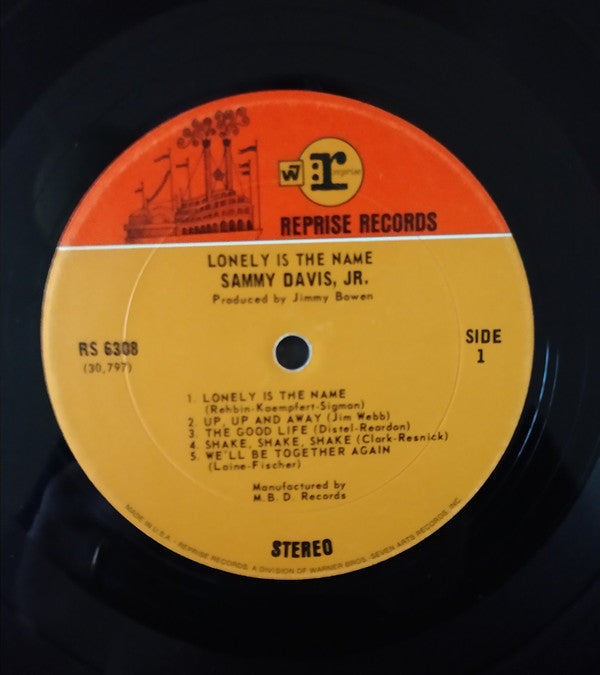 W7
r
reprise
REPRISE RECORDS
LONELY IS THE NAME
SAMMY DAVIS, JR.
Produced by Jimmy Bowen
RS 6308
(30,797)
SIDE
1
1. LONELY IS THE NAME
(Rehbin-Kaempfert-Sigman)
2. UP, UP AND AWAY (Jim Webb)
3. THE GOOD LIFE (Distel-Reardon)
4. SHAKE, SHAKE, SHAKE (Clark-Resnick)
5. WE'LL BE TOGETHER AGAIN
(Laine-Fischer)
Manufactured by
M.B.D. Records
STEREO
MADE IN U.S.A. - REPRISE RECORDS, A DIVISION OF WARNER BROS.-SEVEN ARTS RECORDS, INC.